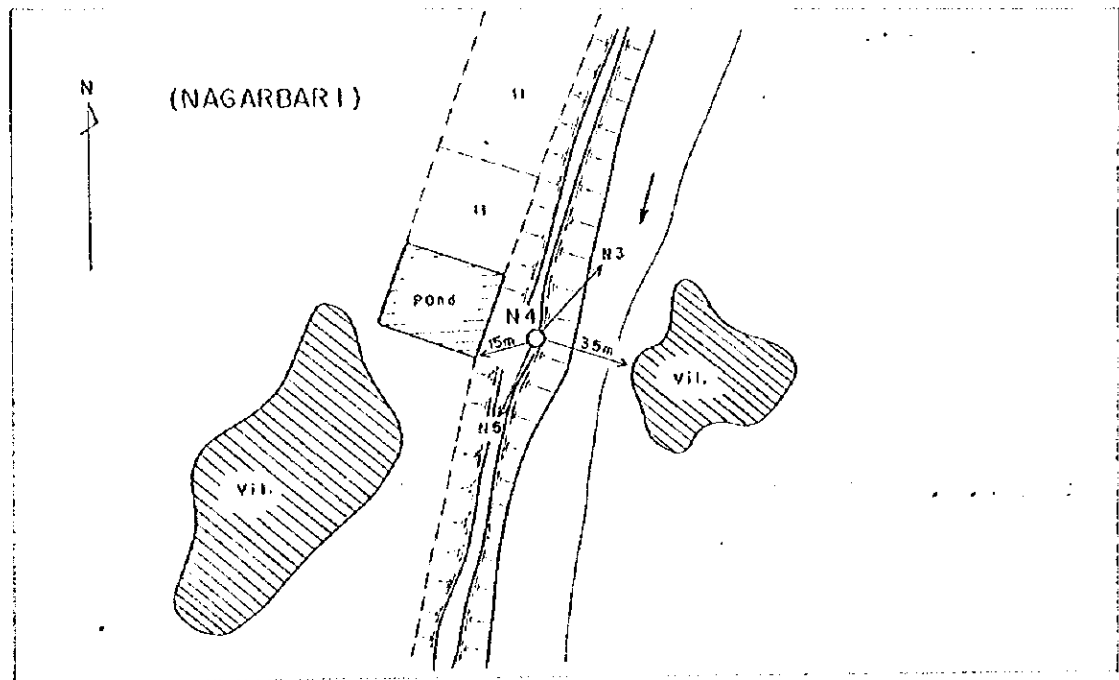 N
(NAGARBARI)
"
"
N3
pond
N4
15m
35m
Vil.
N5
Vil.